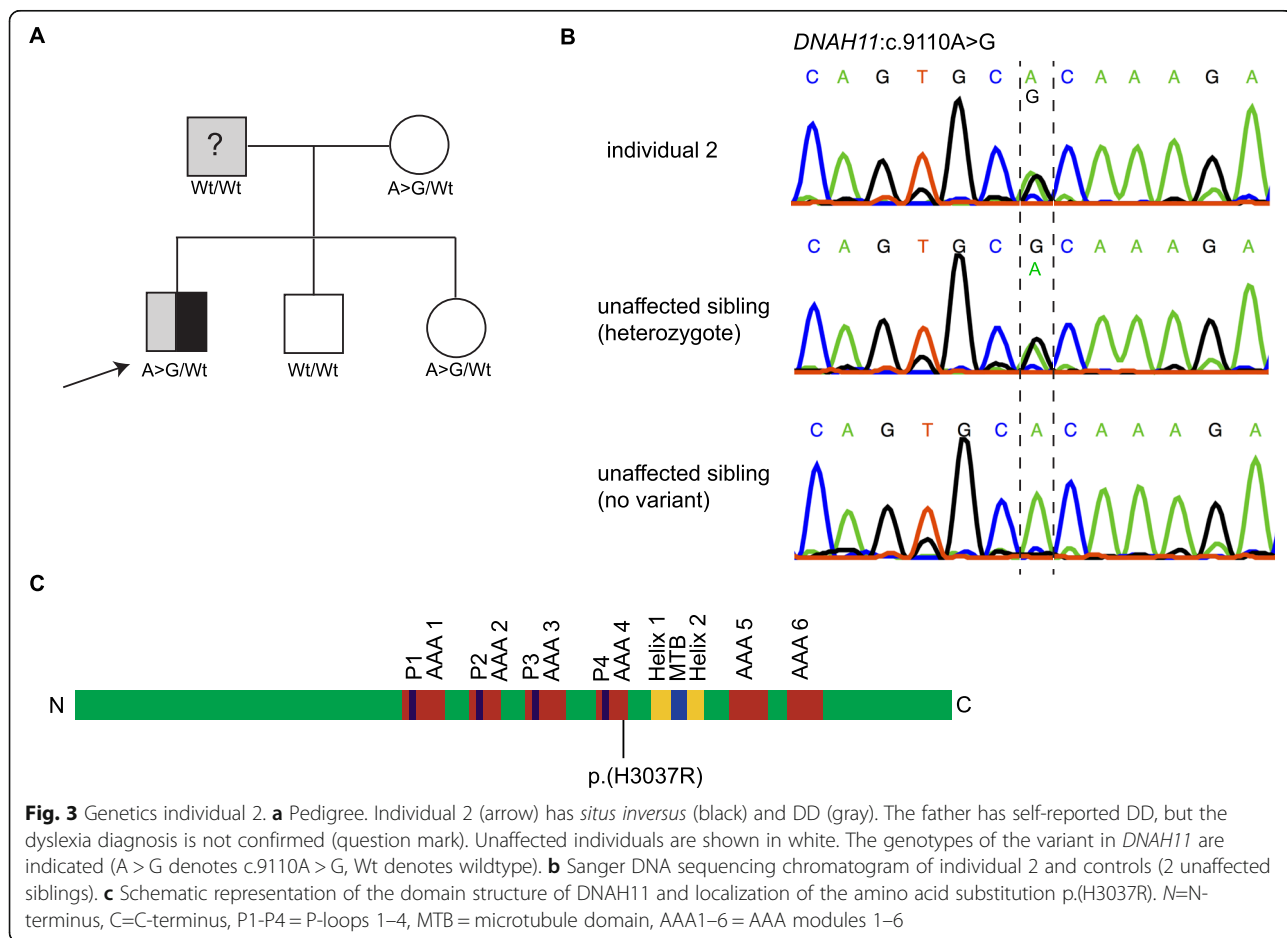 A
?
Wt/Wt
A>G/Wt
A>G/Wt
Wt/Wt
A>G/Wt
B
DNAH11:c.9110A>G
C A G T G C A C A A A G A
G
individual 2
C A G T G C G C A A A G A
A
unaffected sibling
(heterozygote)
C A G T G C A C A A A G A
unaffected sibling
(no variant)
C
P1
AAA 1
P2
AAA 2
P3
AAA 3
P4
AAA 4
Helix 1
MTB
Helix 2
AAA 5
AAA 6
N
C
p.(H3037R)
Fig. 3 Genetics individual 2. a Pedigree. Individual 2 (arrow) has situs inversus (black) and DD (gray). The father has self-reported DD, but the
dyslexia diagnosis is not confirmed (question mark). Unaffected individuals are shown in white. The genotypes of the variant in DNAH11 are
indicated (A > G denotes c.9110A > G, Wt denotes wildtype). b Sanger DNA sequencing chromatogram of individual 2 and controls (2 unaffected
siblings). c Schematic representation of the domain structure of DNAH11 and localization of the amino acid substitution p.(H3037R). N=N-
terminus, C=C-terminus, P1-P4 = P-loops 1–4, MTB = microtubule domain, AAA1–6 = AAA modules 1–6